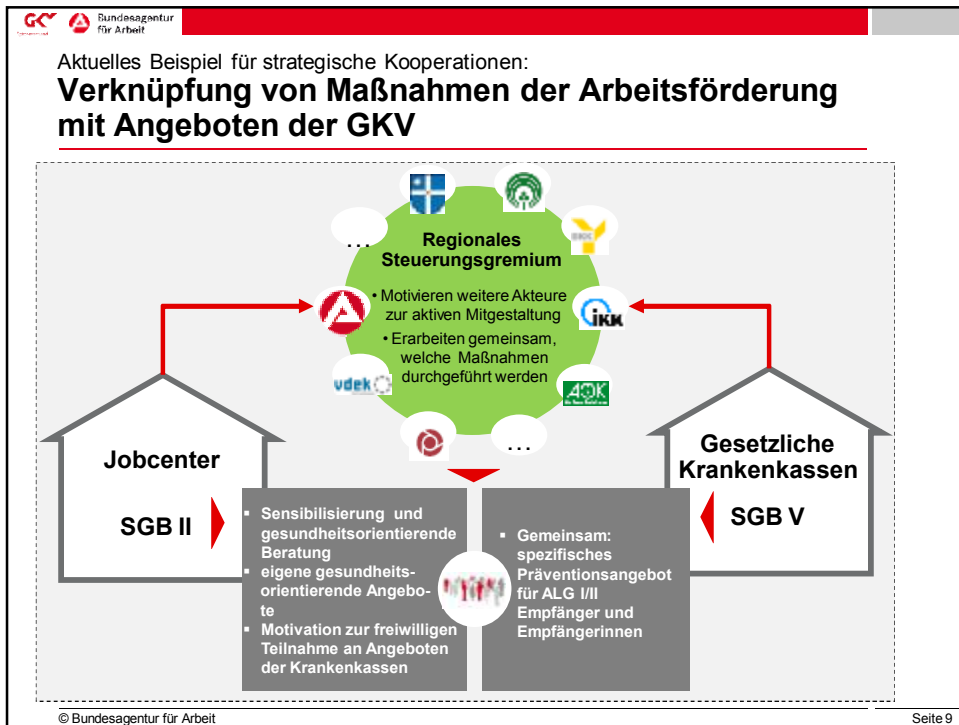 GKV
Bundesagentur
für Arbeit
Aktuelles Beispiel für strategische Kooperationen:
Verknüpfung von Maßnahmen der Arbeitsförderung
mit Angeboten der GKV
...
Regionales
Steuerungsgremium
• Motivieren weitere Akteure
zur aktiven Mitgestaltung
• Erarbeiten gemeinsam,
welche Maßnahmen
durchgeführt werden
IKK
vdek
AOK
...
Jobcenter
SGB II
Gesetzliche
Krankenkassen
SGB V
▪ Sensibilisierung und
gesundheitsorientierende
Beratung
▪ eigene gesundheits-
orientierende Angebo-
te
▪ Motivation zur freiwilligen
Teilnahme an Angeboten
der Krankenkassen
▪ Gemeinsam:
spezifisches
Präventionsangebot
für ALG I/II
Empfänger und
Empfängerinnen
© Bundesagentur für Arbeit
Seite 9